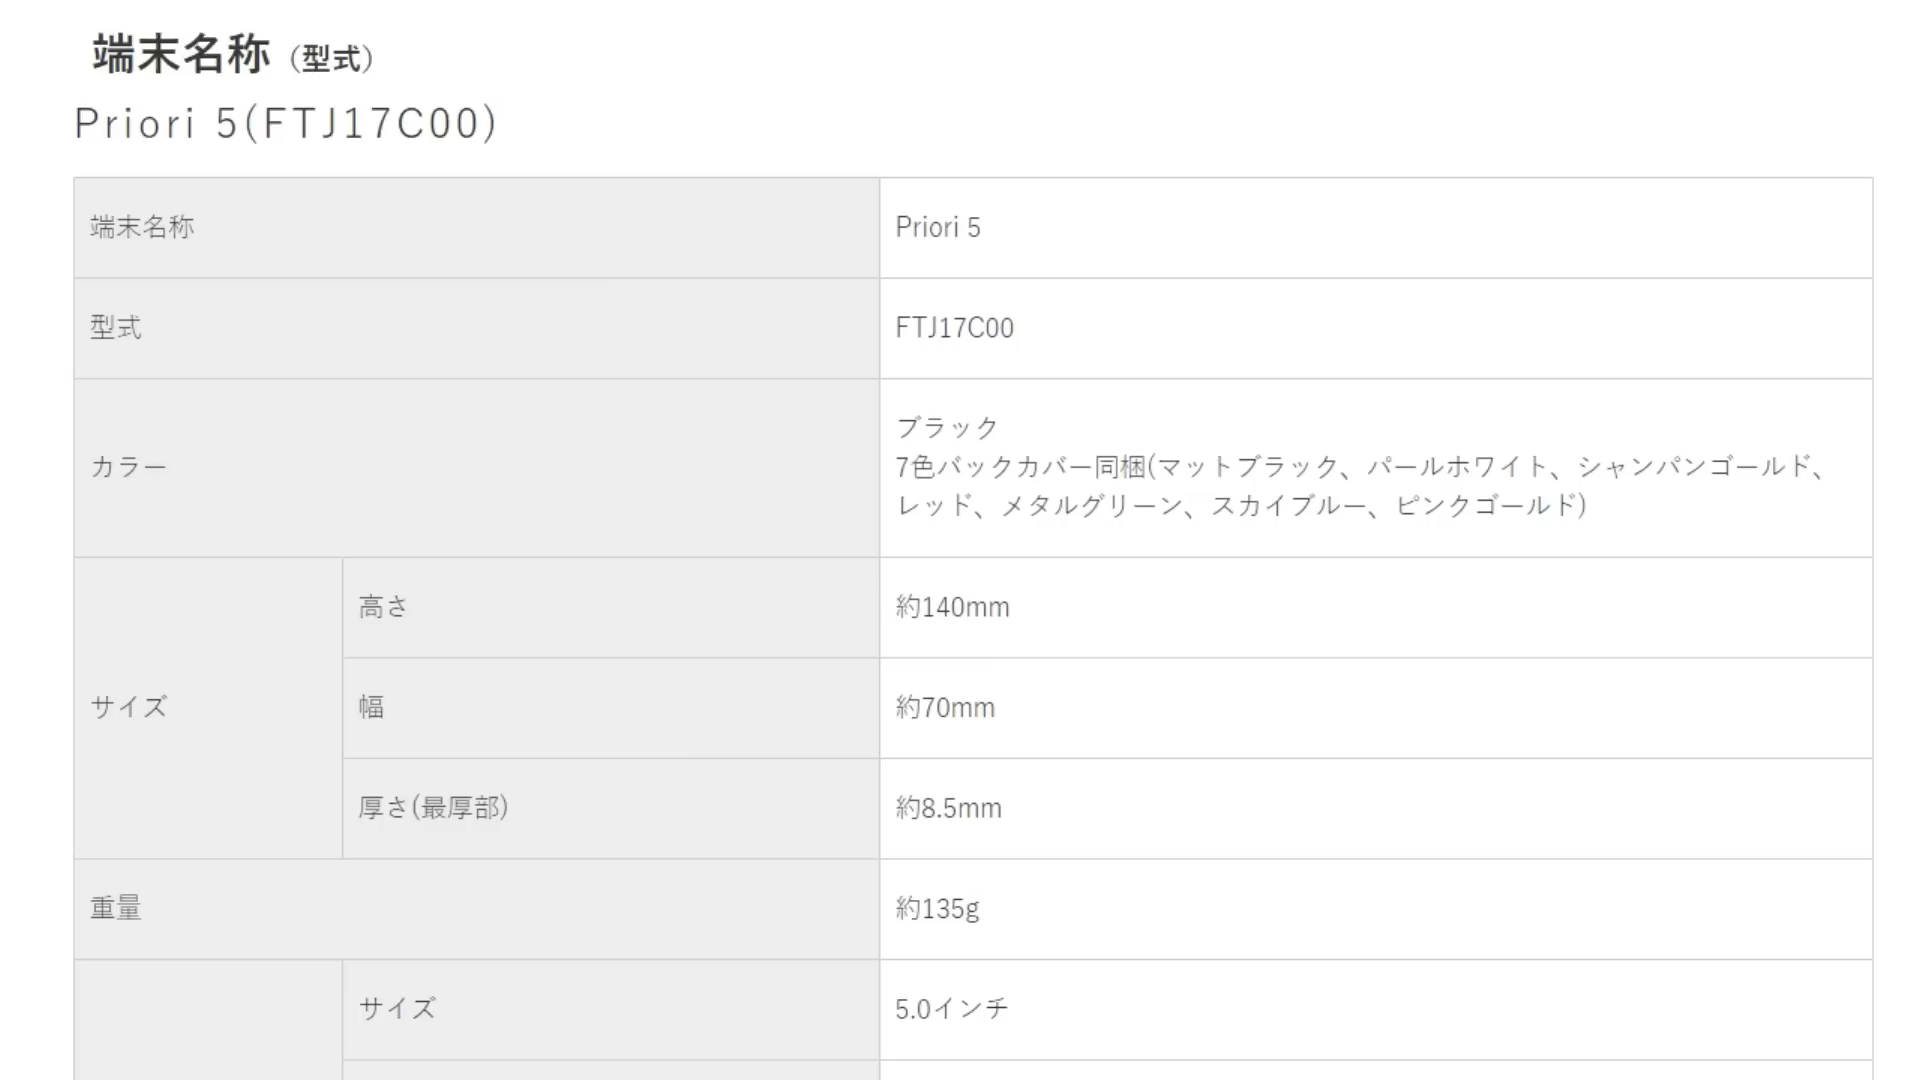 端末名称（型式）
Priori 5(FTJ17C00)
端末名称
Priori 5
型式
FTJ17C00
カラー
ブラック
7色バックカバー同梱(マットブラック、パールホワイト、シャンパンゴールド、
レッド、メタルグリーン、スカイブルー、ピンクゴールド)
サイズ
高さ
約140mm
幅
約70mm
厚さ(最厚部)
約8.5mm
重量
約135g
サイズ
5.0インチ